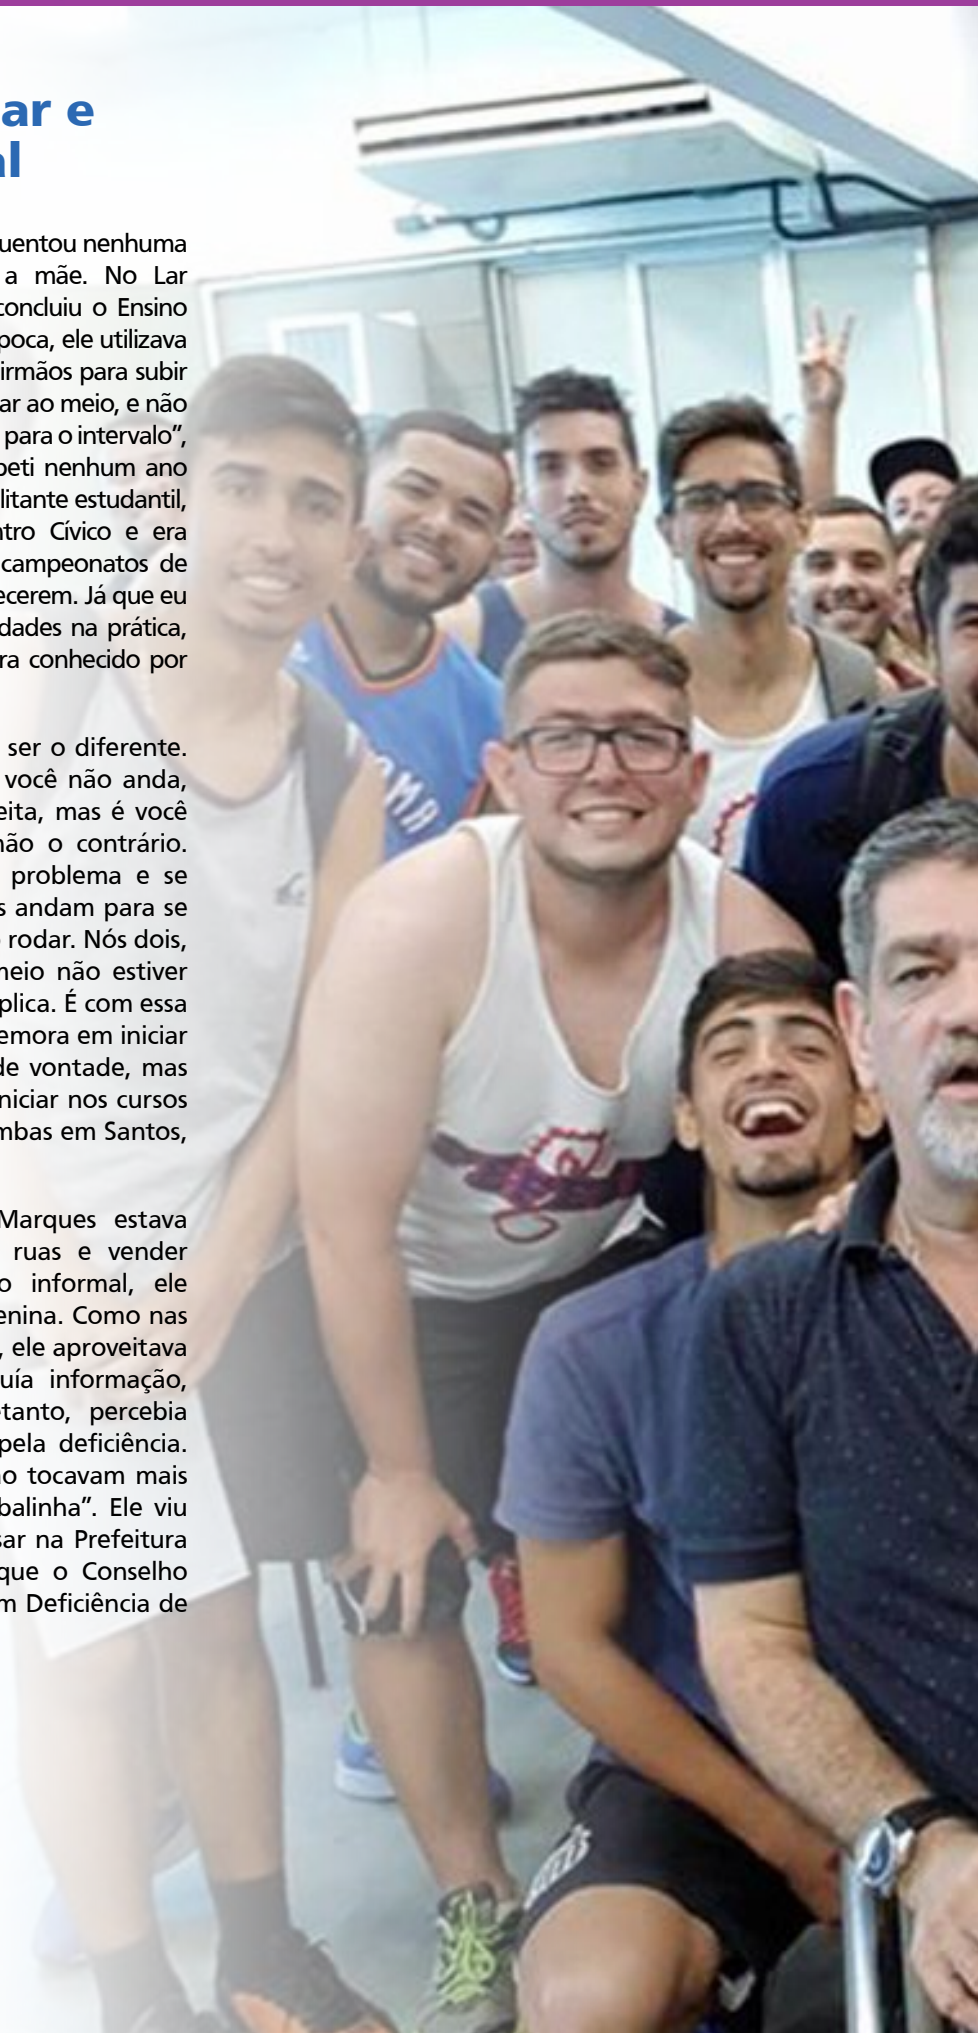 ar e
al
uentou nenhuma
a mãe. No Lar
concluiu o Ensino
poca, ele utilizava
irmãos para subir
ar ao meio, e não
para o intervalo”,
peti nenhum ano
litante estudantil,
ntro Cívico e era
campeonatos de
ecerem. Já que eu
dades na prática,
ra conhecido por
ser o diferente.
você não anda,
eita, mas é você
não o contrário.
problema e se
s andam para se
rodar. Nós dois,
meio não estiver
plica. É com essa
emora em iniciar
de vontade, mas
niciar nos cursos
mbas em Santos,
Marques estava
ruas e vender
o informal, ele
enina. Como nas
, ele aproveitava
uía informação,
etanto, percebia
pela deficiência.
no tocavam mais
balinha”. Ele viu
sar na Prefeitura
que o Conselho
m Deficiência de